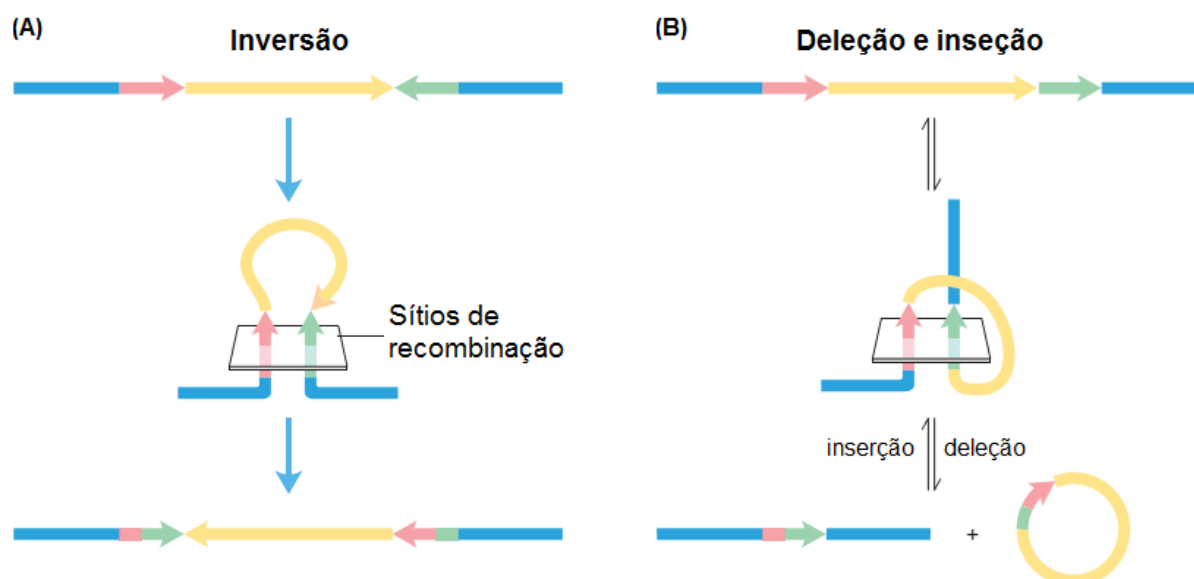 (A)
Inversão
Sítios de
recombinação
(B)
Deleção e inseção
inserção
deleção
+